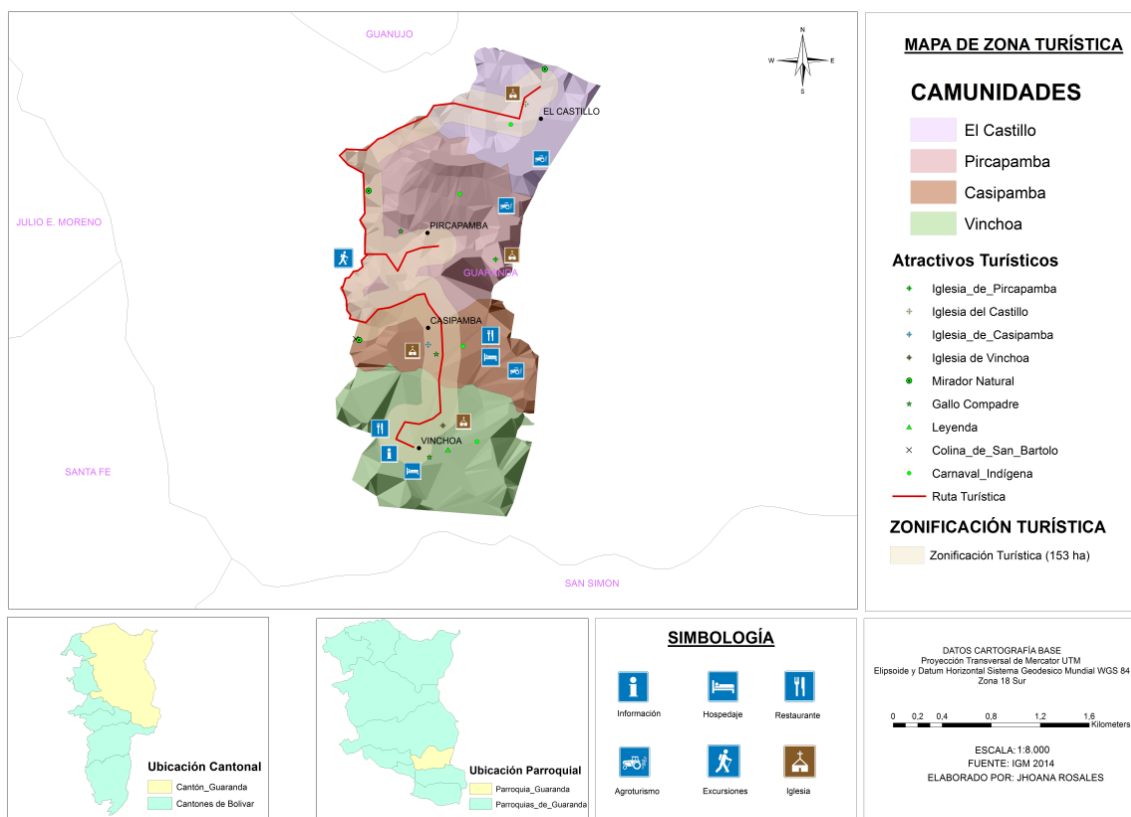 GUANUJO
N
W
E
S
EL CASTILLO
JULIO E. MORENO
PIRCAPAMBA
GUARANDA
CASIPAMBA
VINCHOA
SANTA FE
SAN SIMON
MAPA DE ZONA TURÍSTICA
CAMUNIDADES
El Castillo
Pircapamba
Casipamba
Vinchoa
Atractivos Turísticos
Iglesia_de_Pircapamba
Iglesia del Castillo
Iglesia_de_Casipamba
Iglesia de Vinchoa
Mirador Natural
Gallo Compadre
Leyenda
Colina_de_San_Bartolo
Carnaval_Indígena
Ruta Turística
ZONIFICACIÓN TURÍSTICA
Zonificación Turística (153 ha)
Ubicación Cantonal
Cantón_Guaranda
Cantones de Bolivar
Ubicación Parroquial
Parroquia_Guaranda
Parroquias_de_Guaranda
SIMBOLOGÍA
Información
Hospedaje
Restaurante
Agroturismo
Excursiones
Iglesia
DATOS CARTOGRAFÍA BASE
Proyección Transversal de Mercator UTM
Elipsoide y Datum Horizontal Sistema Geodesico Mundial WGS 84
Zona 18 Sur
0 0,2 0,4 0,8 1,2 1,6
Kilometers
ESCALA: 1:8.000
FUENTE: IGM 2014
ELABORADO POR: JHOANA ROSALES